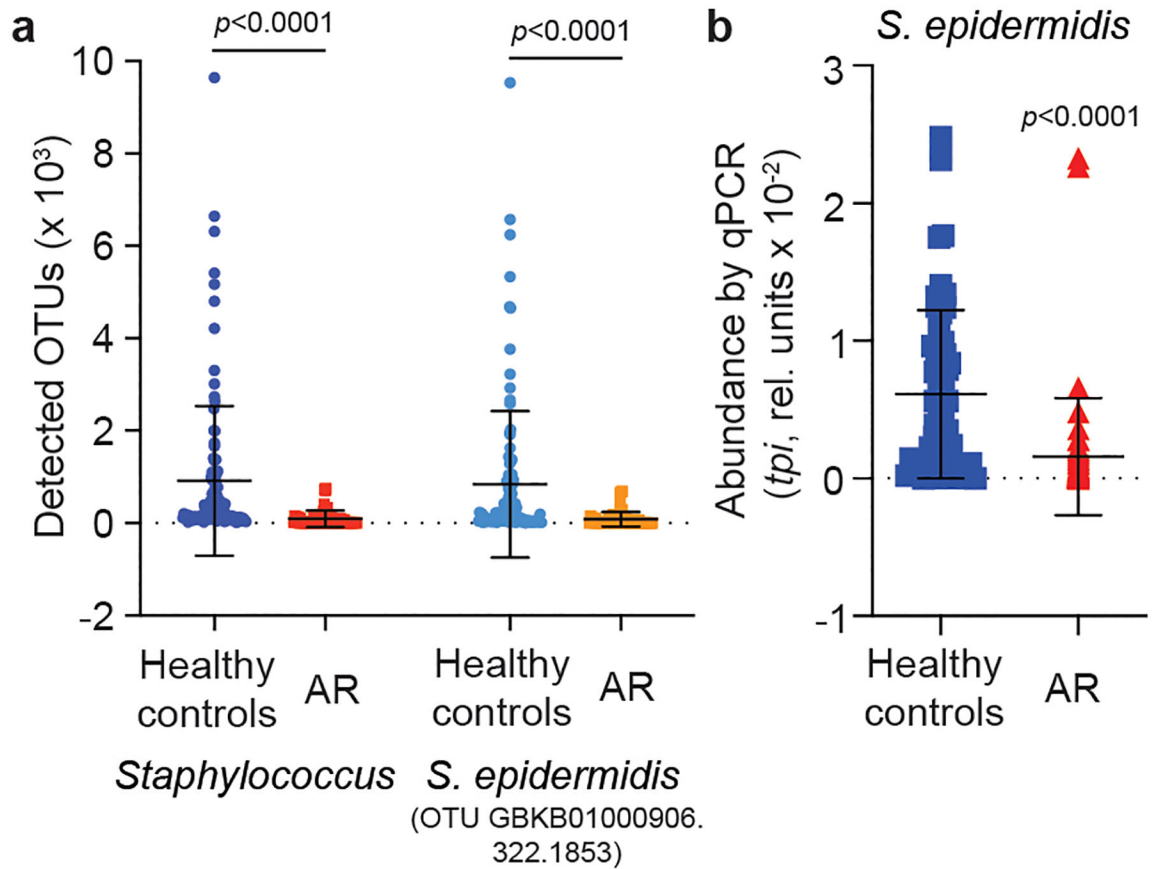 a
p<0.0001
p<0.0001
10
8
6
4
2
0
-2
Detected OTUs (x 10³)
Healthy
controls
AR
Healthy
controls
AR
Staphylococcus
S. epidermidis
(OTU GBKB01000906.
322.1853)
b
S. epidermidis
p<0.0001
3
2
1
0
-1
Abundance by qPCR
(tpi, rel. units x 10⁻²)
Healthy
controls
AR